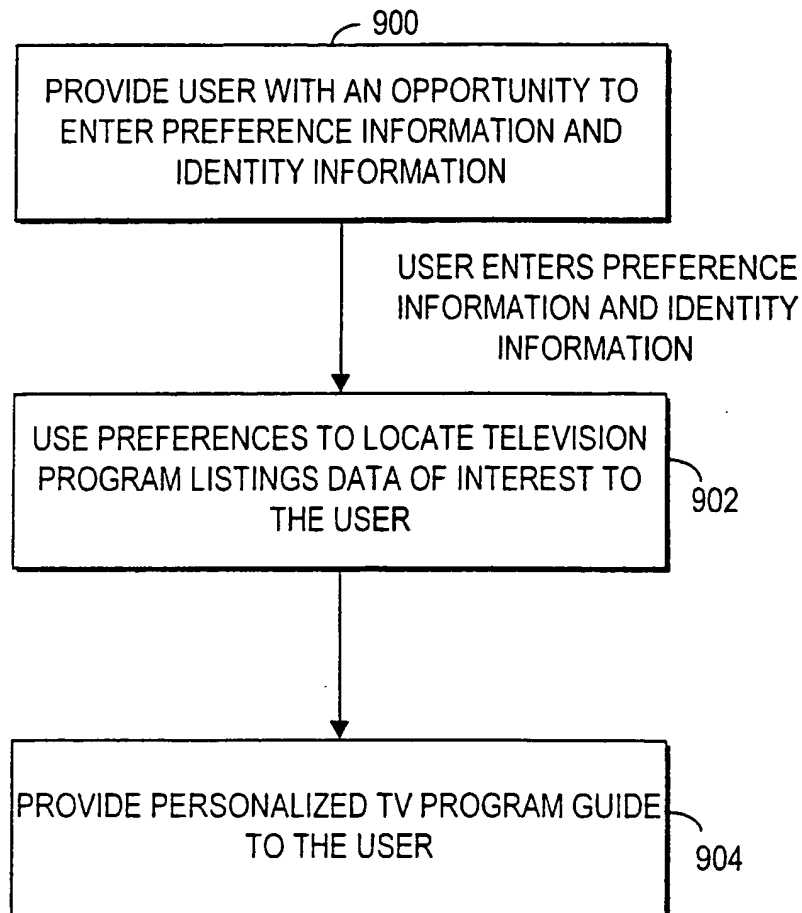 900
PROVIDE USER WITH AN OPPORTUNITY TO
ENTER PREFERENCE INFORMATION AND
IDENTITY INFORMATION
USER ENTERS PREFERENCE
INFORMATION AND IDENTITY
INFORMATION
USE PREFERENCES TO LOCATE TELEVISION
PROGRAM LISTINGS DATA OF INTEREST TO
THE USER
902
PROVIDE PERSONALIZED TV PROGRAM GUIDE
TO THE USER
904